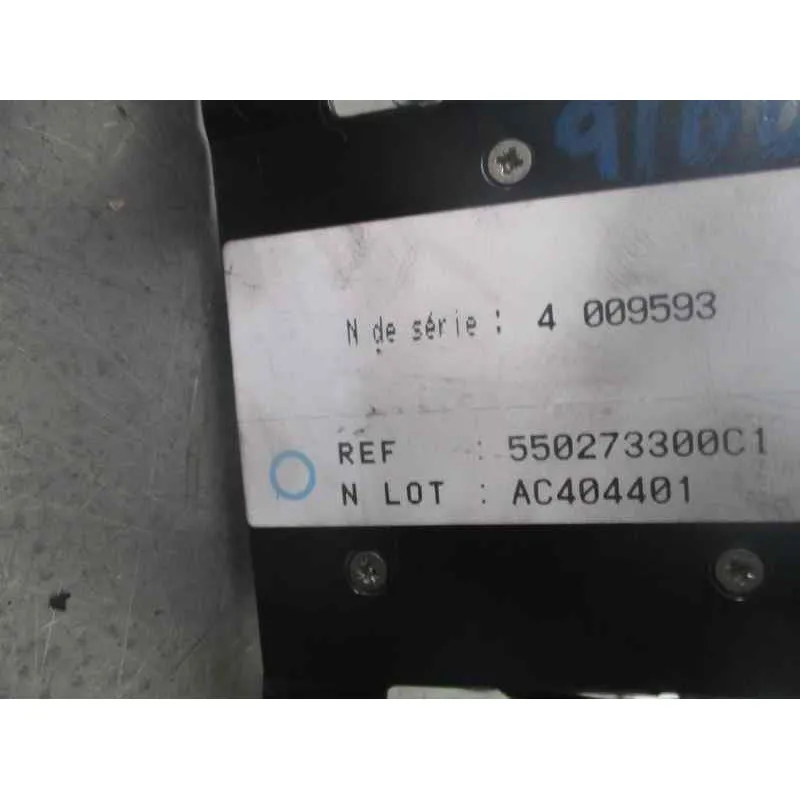 N de série : 4 009593
REF : 550273300C1
N LOT : AC404401